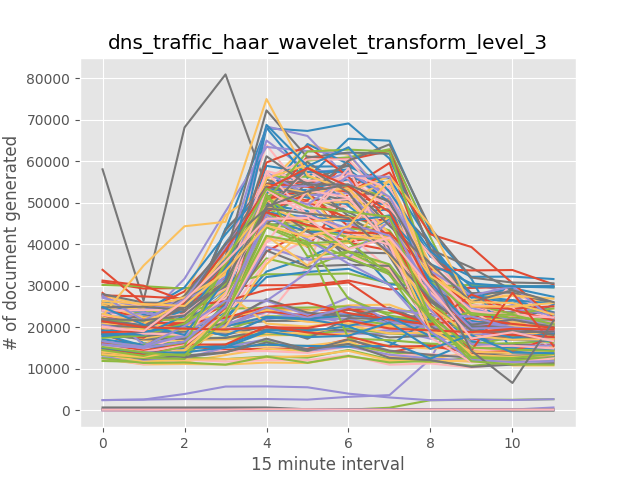 dns_traffic_haar_wavelet_transform_level_3
# of document generated
80000
70000
60000
50000
40000
30000
20000
10000
0
0 2 4 6 8 10
15 minute interval